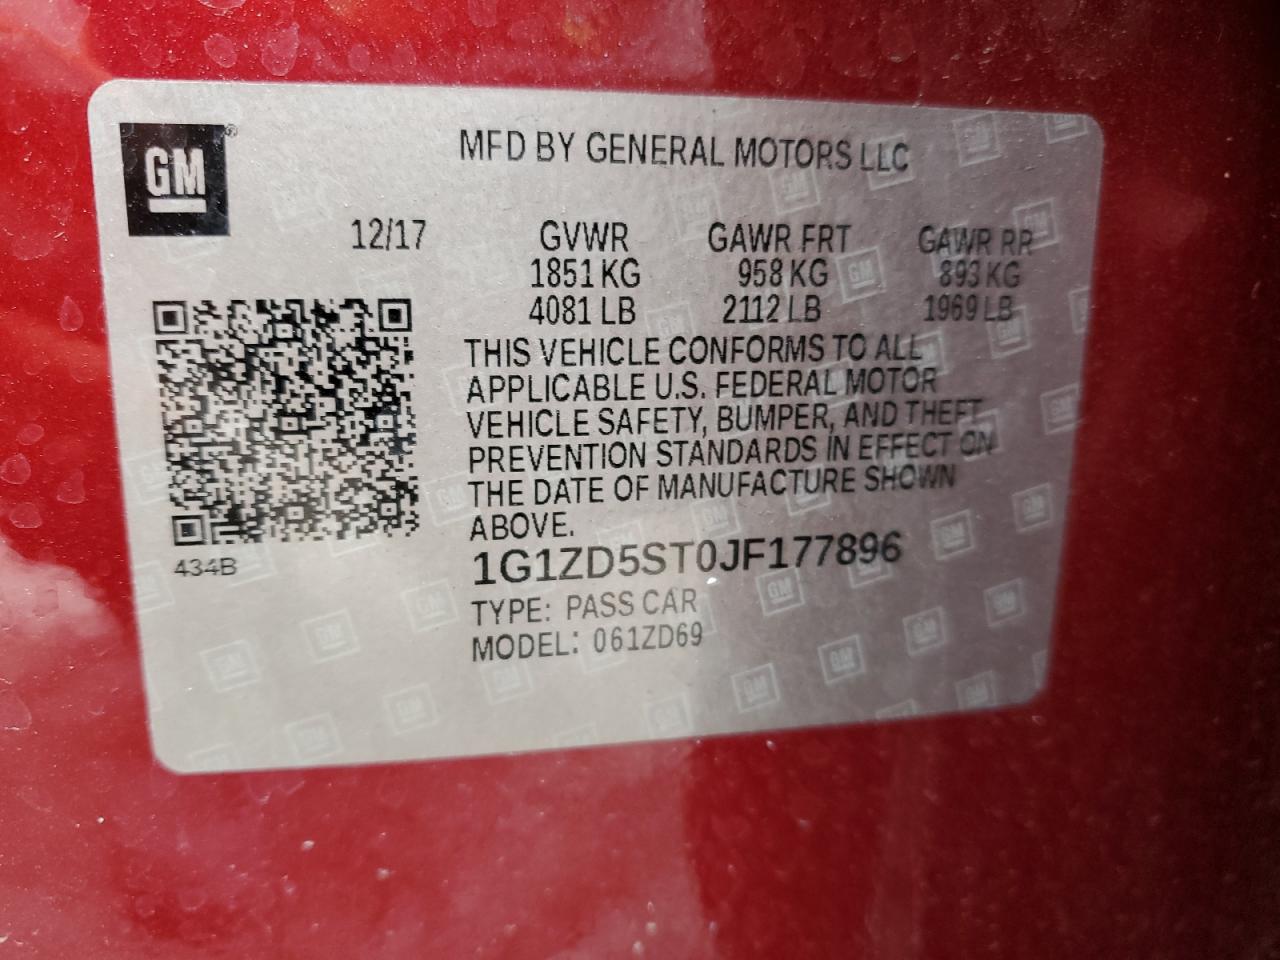 GM®
MFD BY GENERAL MOTORS LLC
12/17 GVWR GAWR FRT GAWR RR
1851 KG 958 KG 893 KG
4081 LB 2112 LB 1969 LB
THIS VEHICLE CONFORMS TO ALL
APPLICABLE U.S. FEDERAL MOTOR
VEHICLE SAFETY, BUMPER, AND THEFT
PREVENTION STANDARDS IN EFFECT ON
THE DATE OF MANUFACTURE SHOWN
ABOVE.
434B
1G1ZD5ST0JF177896
TYPE: PASS CAR
MODEL: 061ZD69